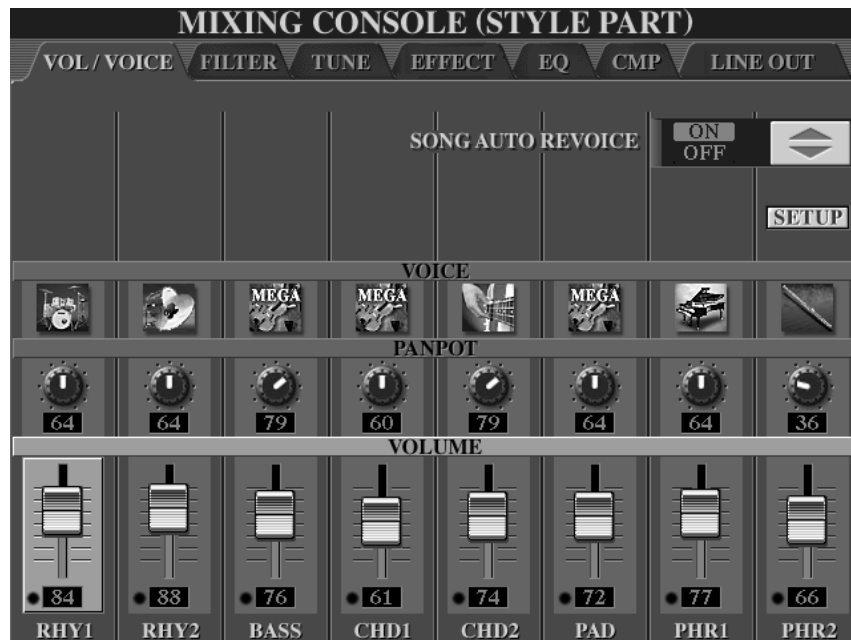 MIXING CONSOLE (STYLE PART)
VOL / VOICE FILTER TUNE EFFECT EQ CMP LINE OUT
SONG AUTO REVOICE ON
OFF
SETUP
VOICE
MEGA MEGA MEGA
PANPOT
64 64 79 60 79 64 64 36
VOLUME
84 88 76 61 74 72 77 66
RHY1 RHY2 BASS CHD1 CHD2 PAD PHR1 PHR2